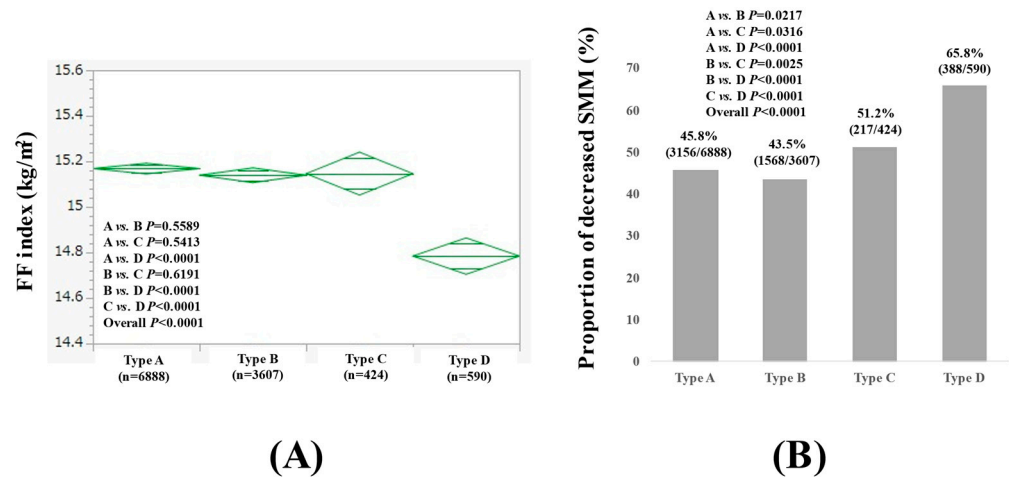 FF index (kg/m²)
15.6
15.4
15.2
15
14.8
14.6
14.4
A vs. B P=0.5589
A vs. C P=0.5413
A vs. D P<0.0001
B vs. C P=0.6191
B vs. D P<0.0001
C vs. D P<0.0001
Overall P<0.0001
Type A
(n=6888)
Type B
(n=3607)
Type C
(n=424)
Type D
(n=590)
(A)
Proportion of decreased SMM (%)
A vs. B P=0.0217
A vs. C P=0.0316
A vs. D P<0.0001
B vs. C P=0.0025
B vs. D P<0.0001
C vs. D P<0.0001
Overall P<0.0001
70
60
50
40
30
20
10
0
45.8%
(3156/6888)
43.5%
(1568/3607)
51.2%
(217/424)
65.8%
(388/590)
Type A
Type B
Type C
Type D
(B)